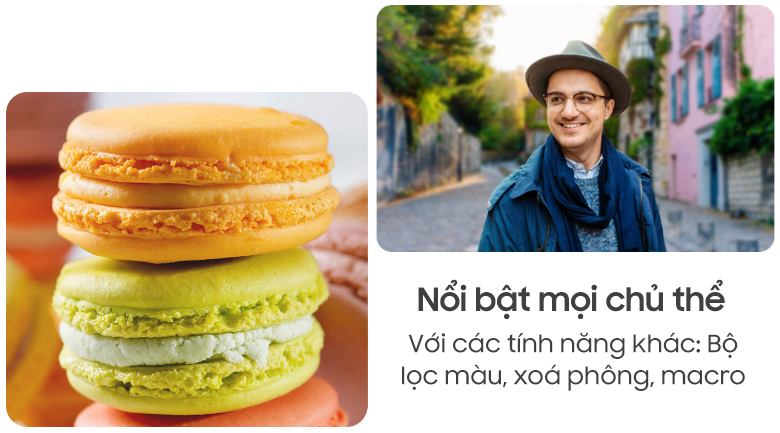 Nổi bật mọi chủ thể
Với các tính năng khác: Bộ
lọc màu, xoá phông, macro